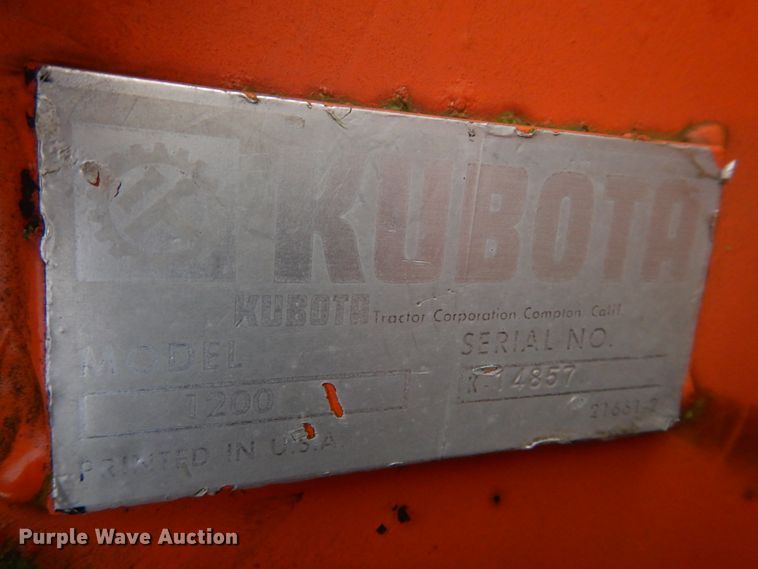 KUBOTA
KUBOTA Tractor Corporation Compton, Calif.
MODEL
1200
SERIAL NO.
K-14857
21661-2
PRINTED IN U.S.A.
Purple Wave Auction